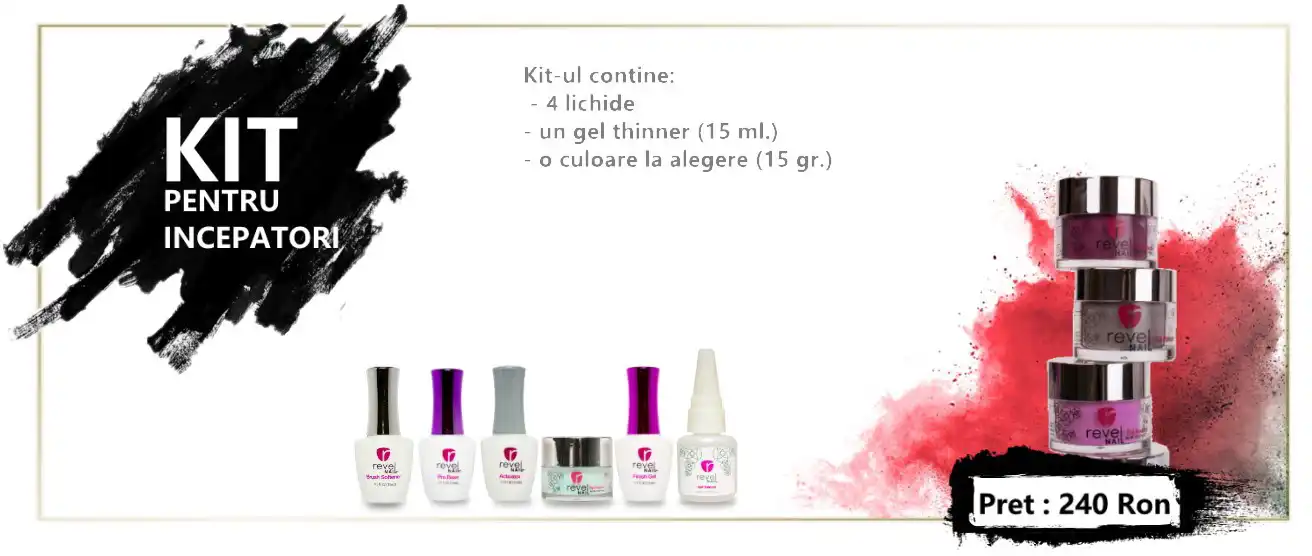 KIT
PENTRU
INCEPATORI
Kit-ul contine:
- 4 lichide
- un gel thinner (15 ml.)
- o culoare la alegere (15 gr.)
revel
NAIL
revel
NAIL
revel
NAIL
revel
NAIL
Brush Softener
revel
NAIL
Pro Base
revel
NAIL
Activator
revel
NAIL
revel
NAIL
Finish Gel
revel
NAIL
Pret : 240 Ron